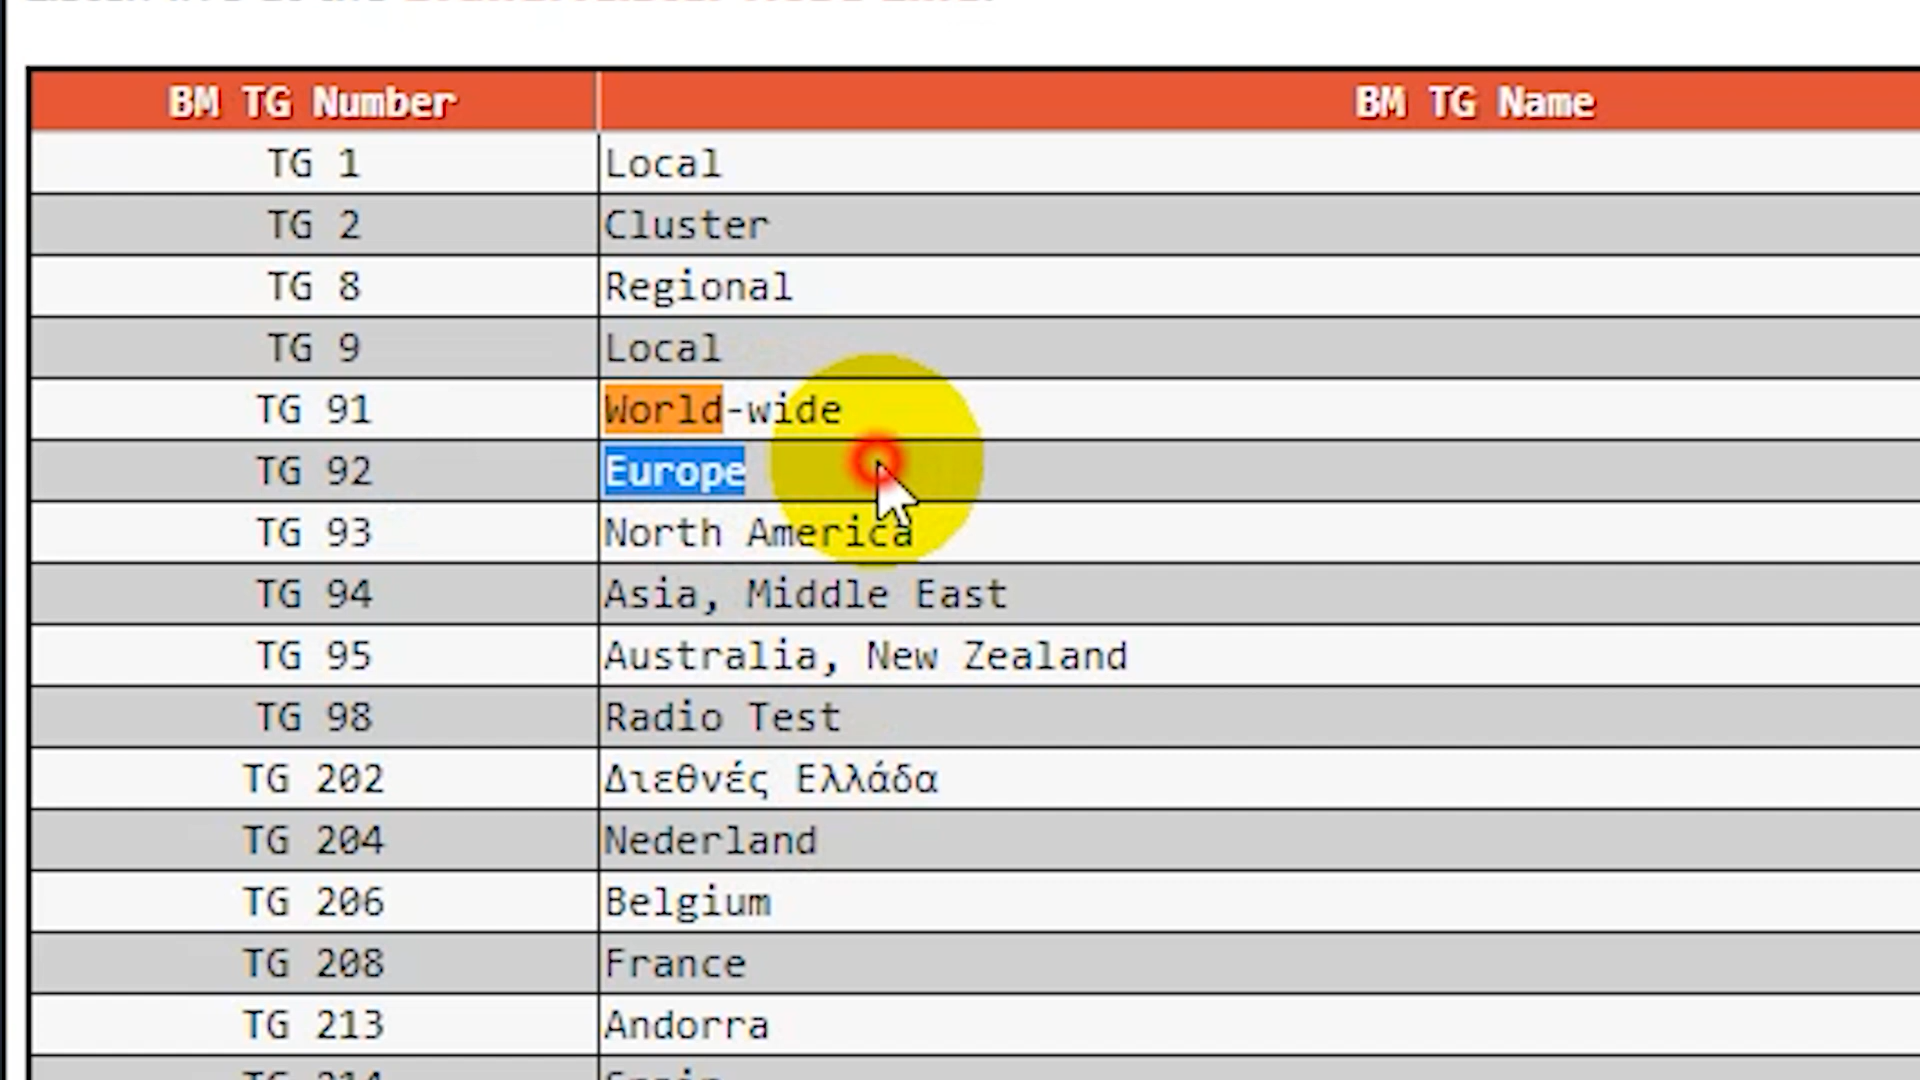 BM TG Number BM TG Name
TG 1 Local
TG 2 Cluster
TG 8 Regional
TG 9 Local
TG 91 World-wide
TG 92 Europe
TG 93 North America
TG 94 Asia, Middle East
TG 95 Australia, New Zealand
TG 98 Radio Test
TG 202 Διεθνές Ελλάδα
TG 204 Nederland
TG 206 Belgium
TG 208 France
TG 213 Andorra